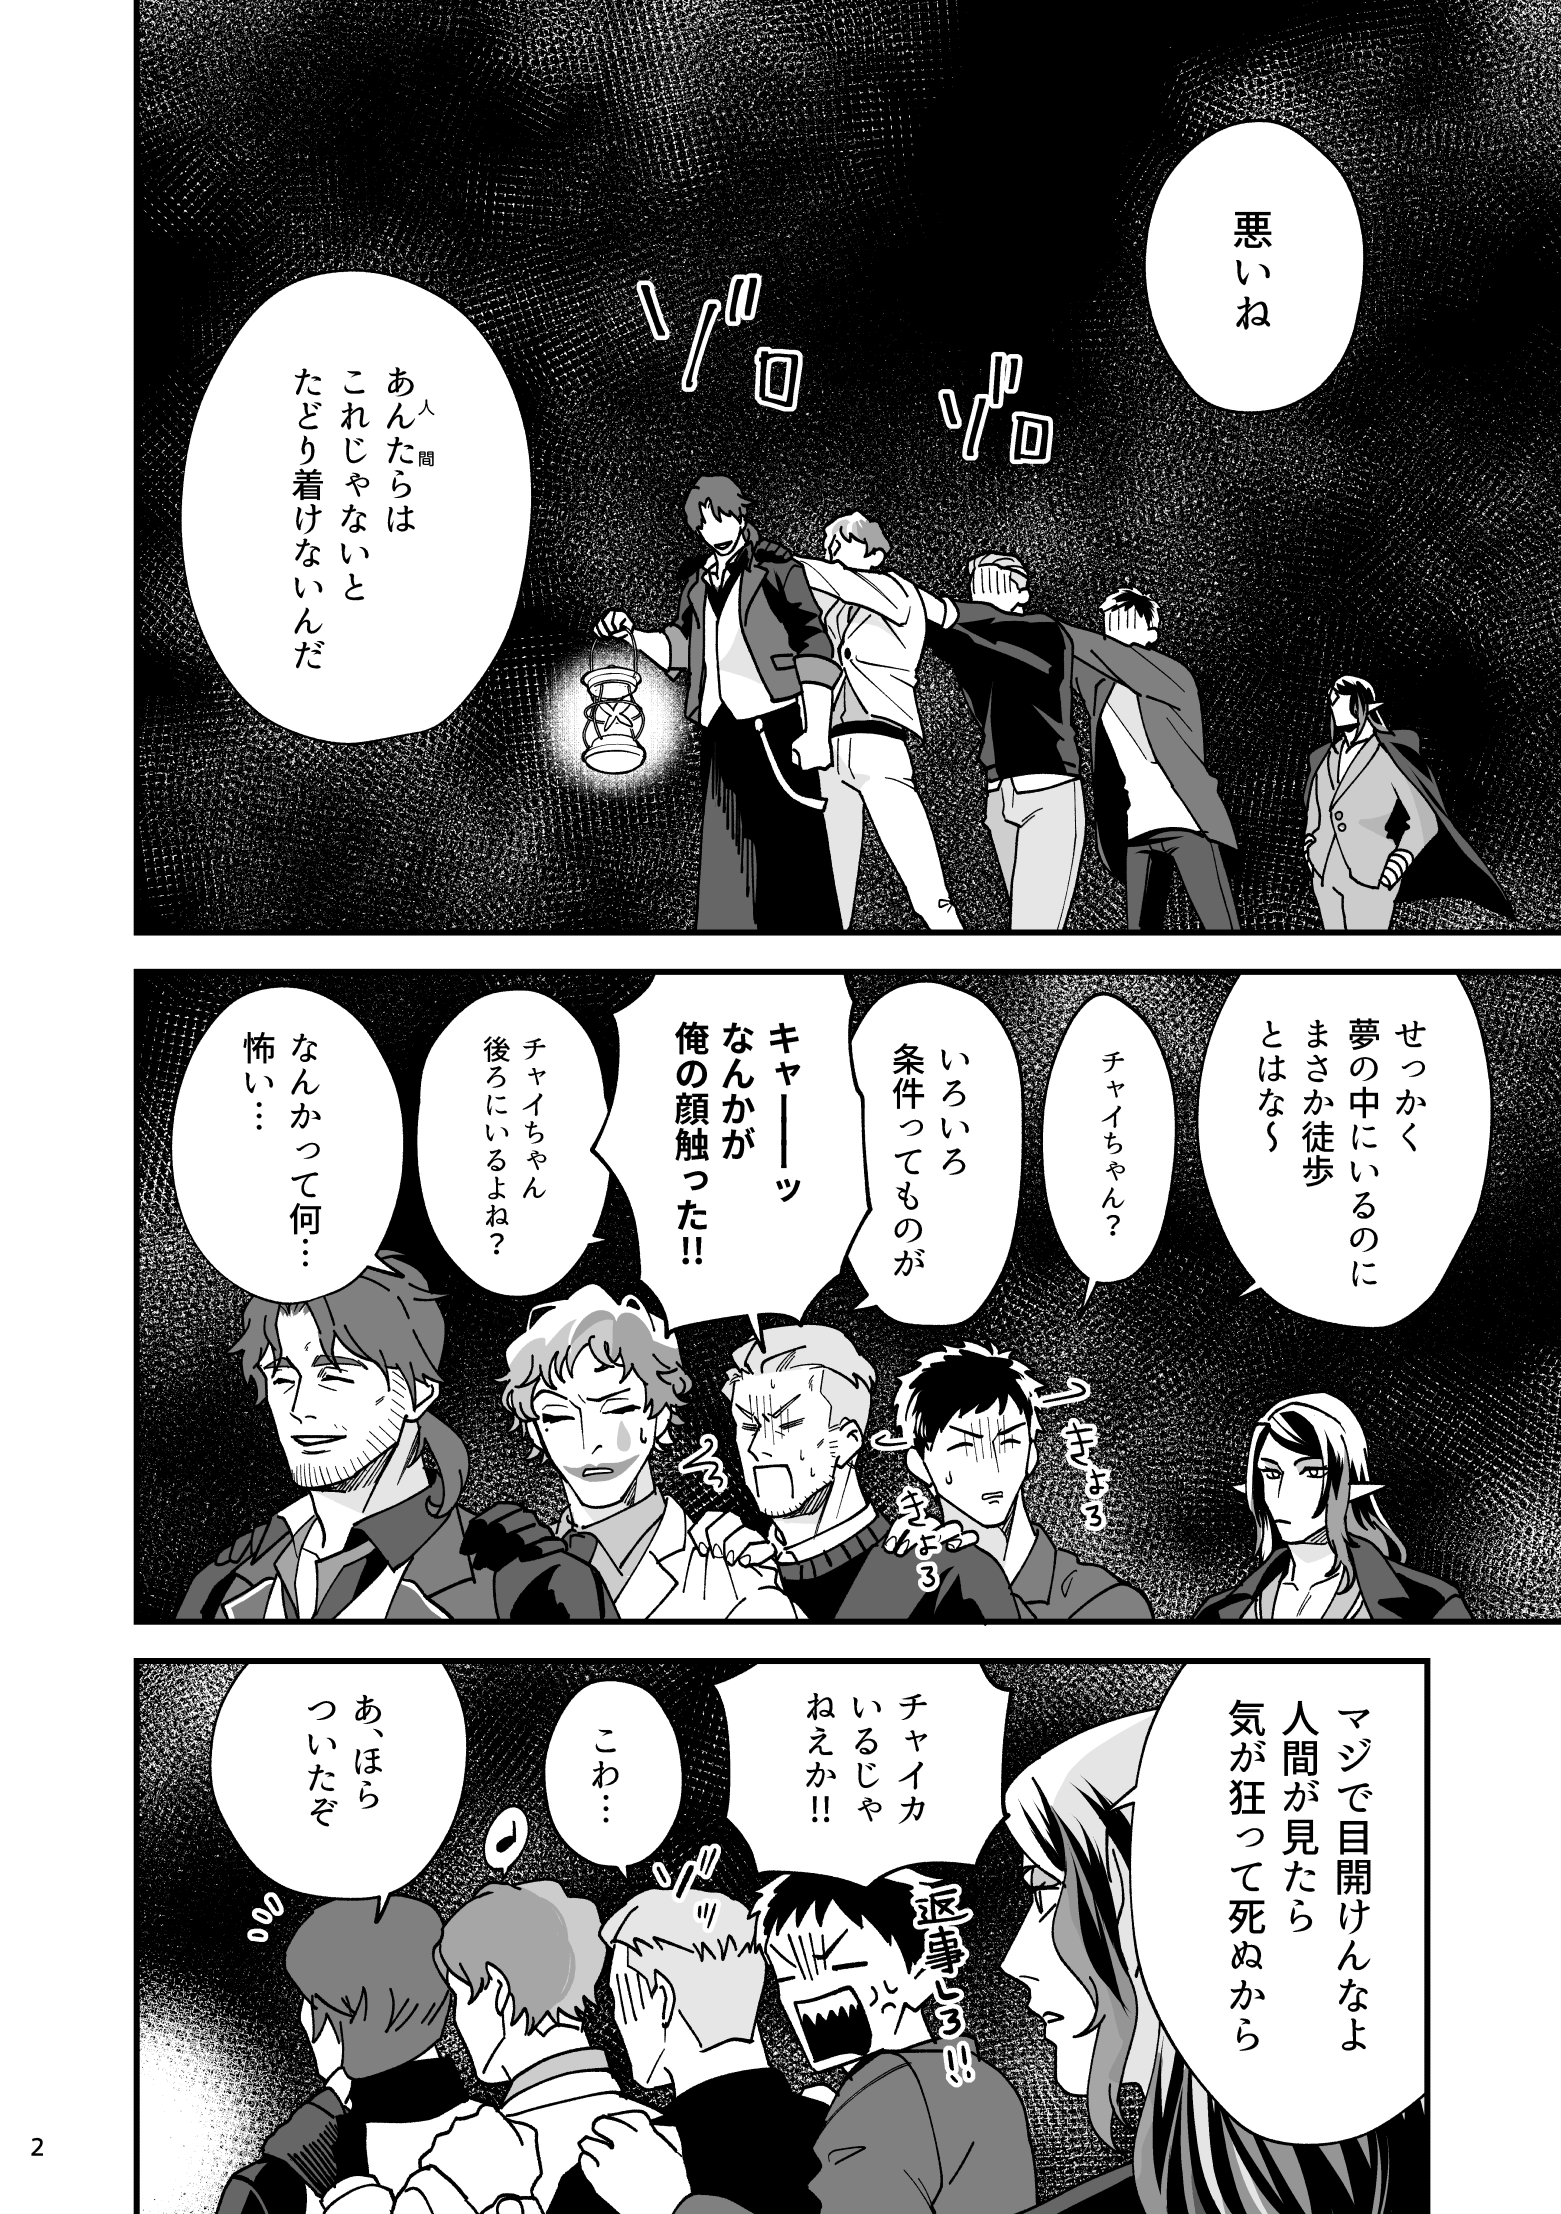 悪いね
ゾロ
ゾロ
あんたらは
人間
これじゃないと
たどり着けないんだ
せっかく
夢の中にいるのに
まさか徒歩
とはな～
チャイちゃん？
いろいろ
条件ってものが
キャーーーッ
なんかが
俺の顔触った!!
チャイちゃん
後ろにいるよね？
なんかって何…
怖い…
きょろ
きょろ
マジで目開けんなよ
人間が見たら
気が狂って死ぬから
チャイカ
いるじゃ
ねえか!!
返事しろ!!
こわ…
ゾッ
あ、ほら
ついたぞ
2